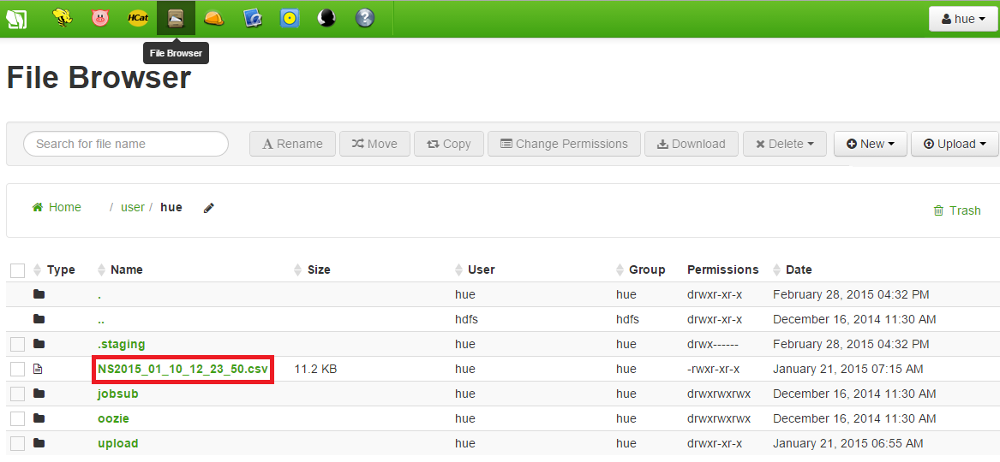 HCat
hue
File Browser
File Browser
Search for file name Rename Move Copy Change Permissions Download Delete New Upload
Home / user / hue Trash
Type Name Size User Group Permissions Date
. hue hue drwxr-xr-x February 28, 2015 04:32 PM
.. hdfs hdfs drwxr-xr-x December 16, 2014 11:30 AM
.staging hue hue drwx------ February 28, 2015 04:32 PM
NS2015_01_10_12_23_50.csv 11.2 KB hue hue -rwxr-xr-x January 21, 2015 07:15 AM
jobsub hue hue drwxrwxrwx December 16, 2014 11:30 AM
oozie hue hue drwxrwxrwx December 16, 2014 11:30 AM
upload hue hue drwxr-xr-x January 21, 2015 06:55 AM